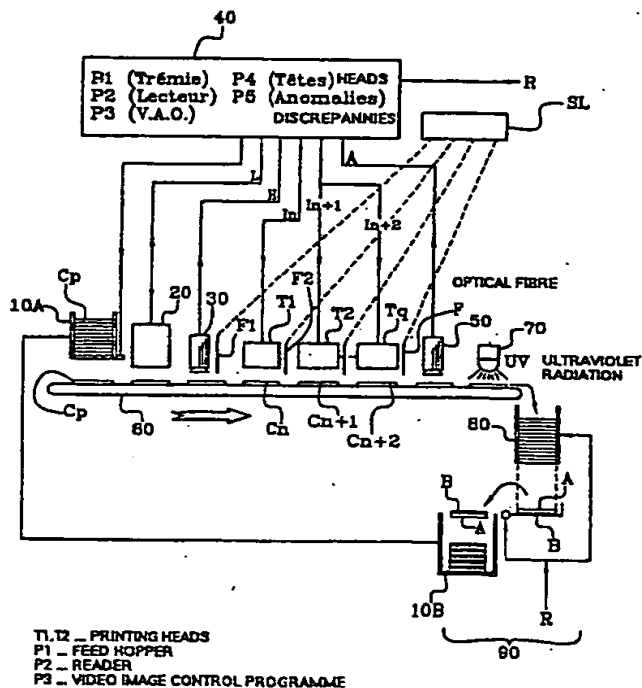 40
R1 (Trémie) P4 (Têtes) HEADS
P2 (Lecteur) P5 (Anomalies)
P3 (V.A.O.) DISCREPANNIES
R
SL
A
L
H
In
In+1
In+2
Cp
10A
20
30
F1
T1
F2
T2
Tq
F
OPTICAL FIBRE
50
70
UV ULTRAVIOLET
RADIATION
Cp
60
Cn
Cn+1
Cn+2
80
B
A
A
B
10B
R
90
T1,T2 _ PRINTING HEADS
P1 _ FEED HOPPER
P2 _ READER
P3 _ VIDEO IMAGE CONTROL PROGRAMME